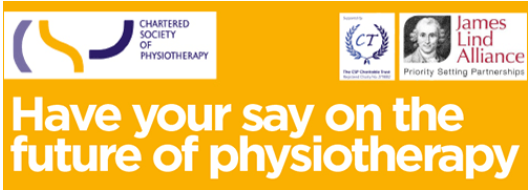 CHARTERED
SOCIETY
OF
PHYSIOTHERAPY
Supported by
CT
The CSP Charitable Trust
James
Lind
Alliance
Priority Setting Partnerships
Have your say on the
future of physiotherapy